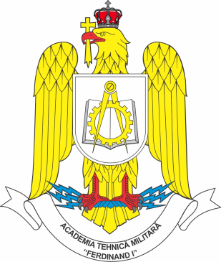 ACADEMIA TEHNICĂ MILITARĂ
"FERDINAND I"